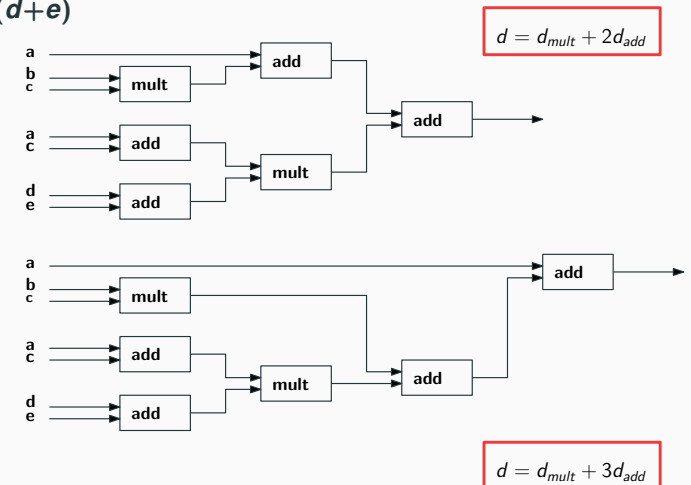 (d+e)
d = d_mult + 2d_add
a
b
c
mult
add
a
c
add
d
e
add
mult
add
a
b
c
mult
add
a
c
add
d
e
add
mult
add
d = d_mult + 3d_add